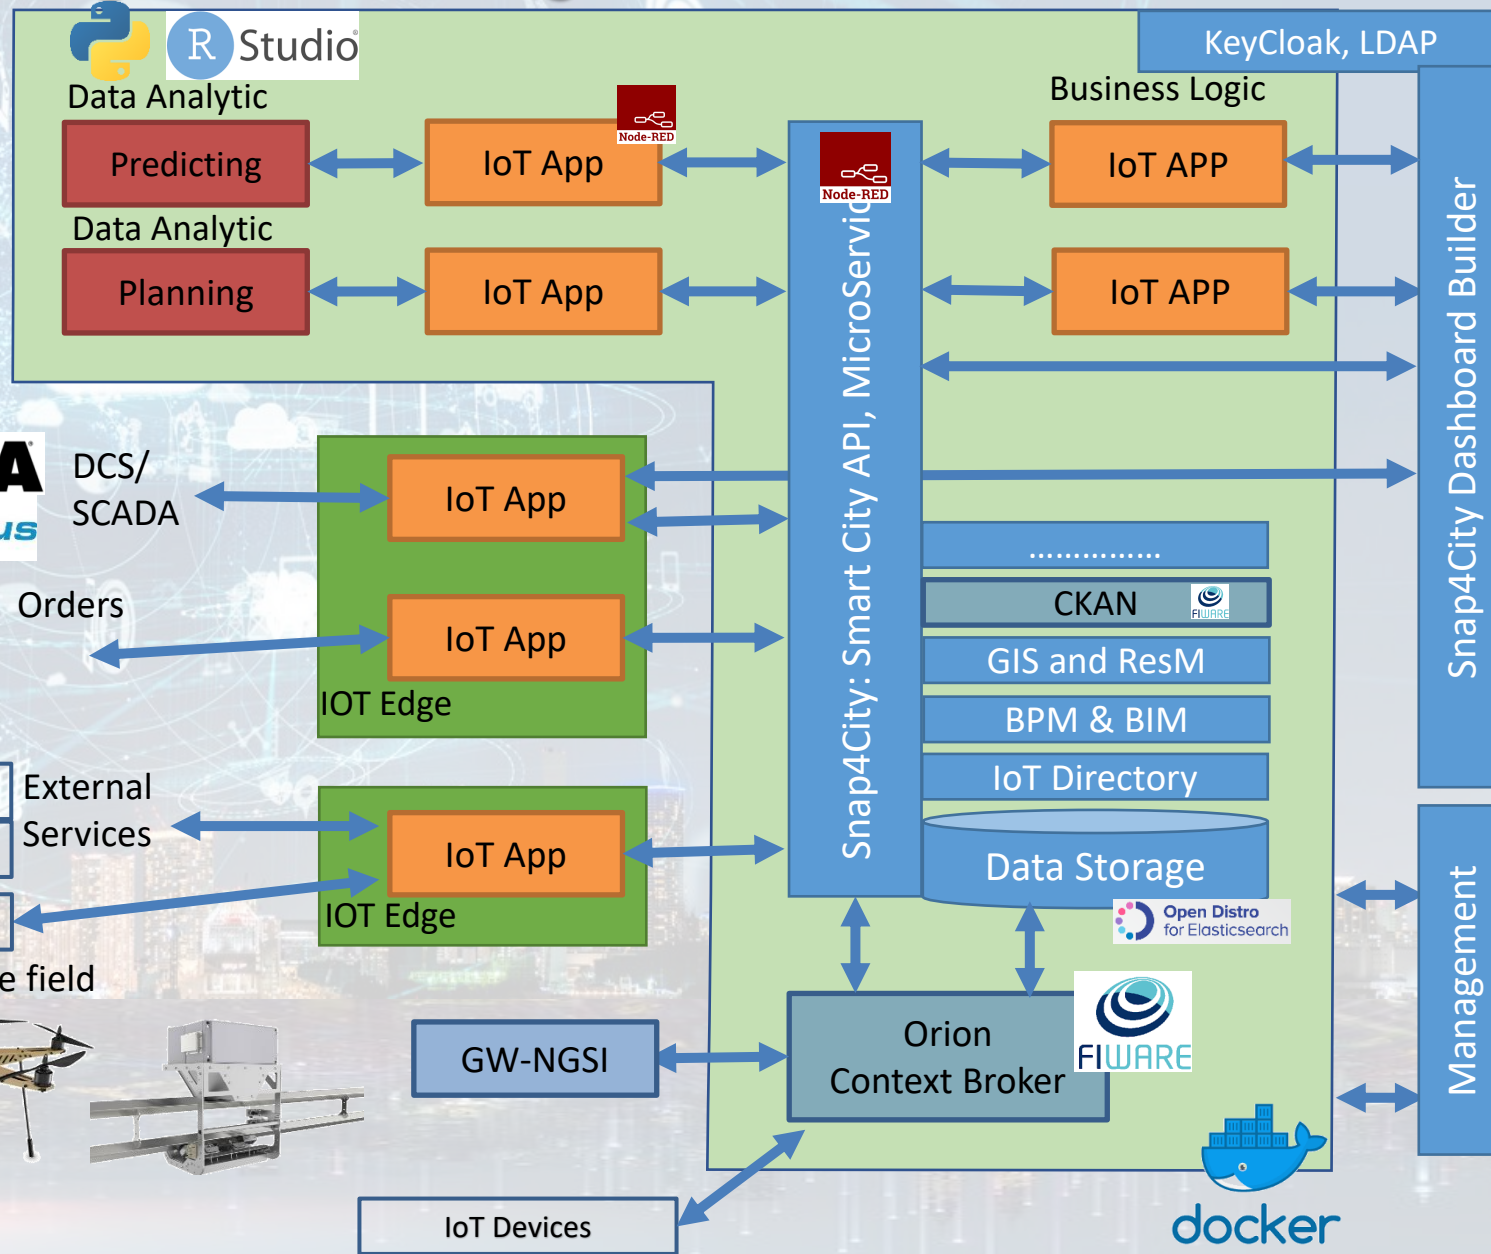 R Studio
KeyCloak, LDAP
Data Analytic
Business Logic
Predicting
IoT App
Node-RED
Node-RED
IoT APP
Data Analytic
Planning
IoT App
IoT APP
Snap4City: Smart City API, MicroServic
Snap4City Dashboard Builder
A
us
DCS/
SCADA
IoT App
Orders
IoT App
IOT Edge
...............
CKAN
FIWARE
GIS and ResM
BPM & BIM
IoT Directory
Data Storage
External
Services
IoT App
IOT Edge
Open Distro
for Elasticsearch
Management
e field
GW-NGSI
Orion
Context Broker
FIWARE
IoT Devices
docker